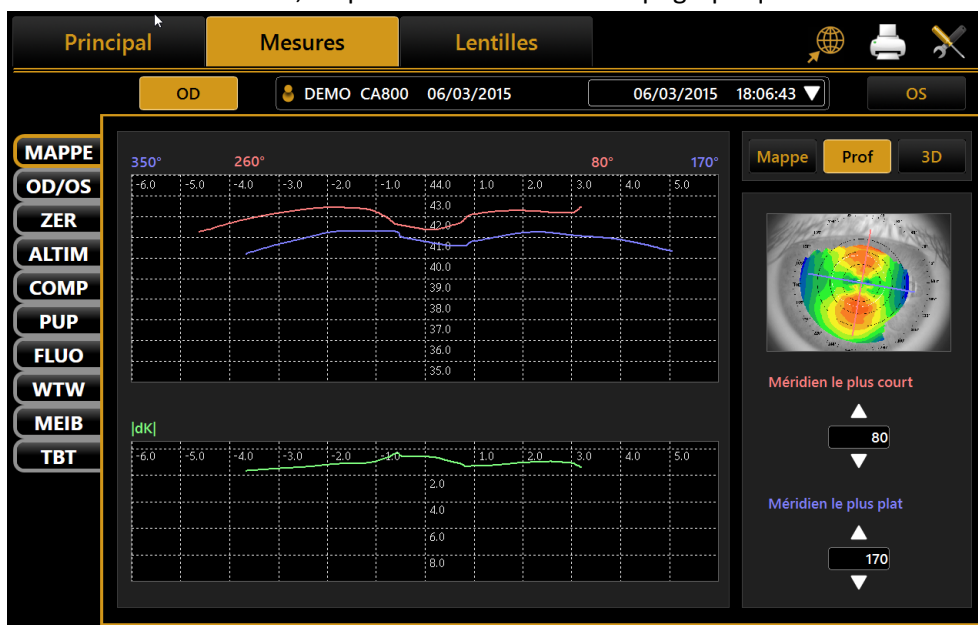 Principal Mesures Lentilles
OD DEMO CA800 06/03/2015 06/03/2015 18:06:43 OS
MAPPE
OD/OS
ZER
ALTIM
COMP
PUP
FLUO
WTW
MEIB
TBT
350° 260° 80° 170°
-6.0 -5.0 -4.0 -3.0 -2.0 -1.0 44.0 1.0 2.0 3.0 4.0 5.0
43.0
42.0
41.0
40.0
39.0
38.0
37.0
36.0
35.0
|dK|
-6.0 -5.0 -4.0 -3.0 -2.0 -1.0 1.0 2.0 3.0 4.0 5.0
2.0
4.0
6.0
8.0
Mappe Prof 3D
Méridien le plus court
80
Méridien le plus plat
170